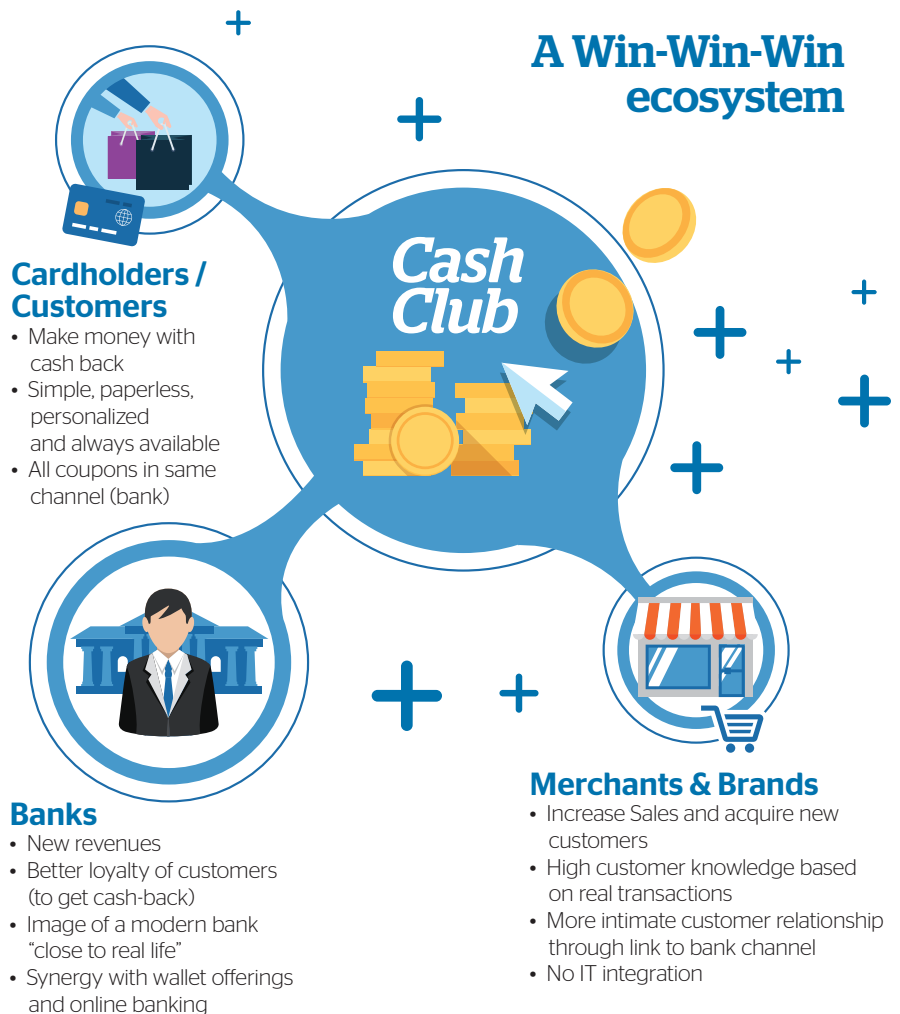 A Win-Win-Win
ecosystem
Cash
Club
Cardholders /
Customers
• Make money with
cash back
• Simple, paperless,
personalized
and always available
• All coupons in same
channel (bank)
Banks
• New revenues
• Better loyalty of customers
(to get cash-back)
• Image of a modern bank
“close to real life”
• Synergy with wallet offerings
and online banking
Merchants & Brands
• Increase Sales and acquire new
customers
• High customer knowledge based
on real transactions
• More intimate customer relationship
through link to bank channel
• No IT integration